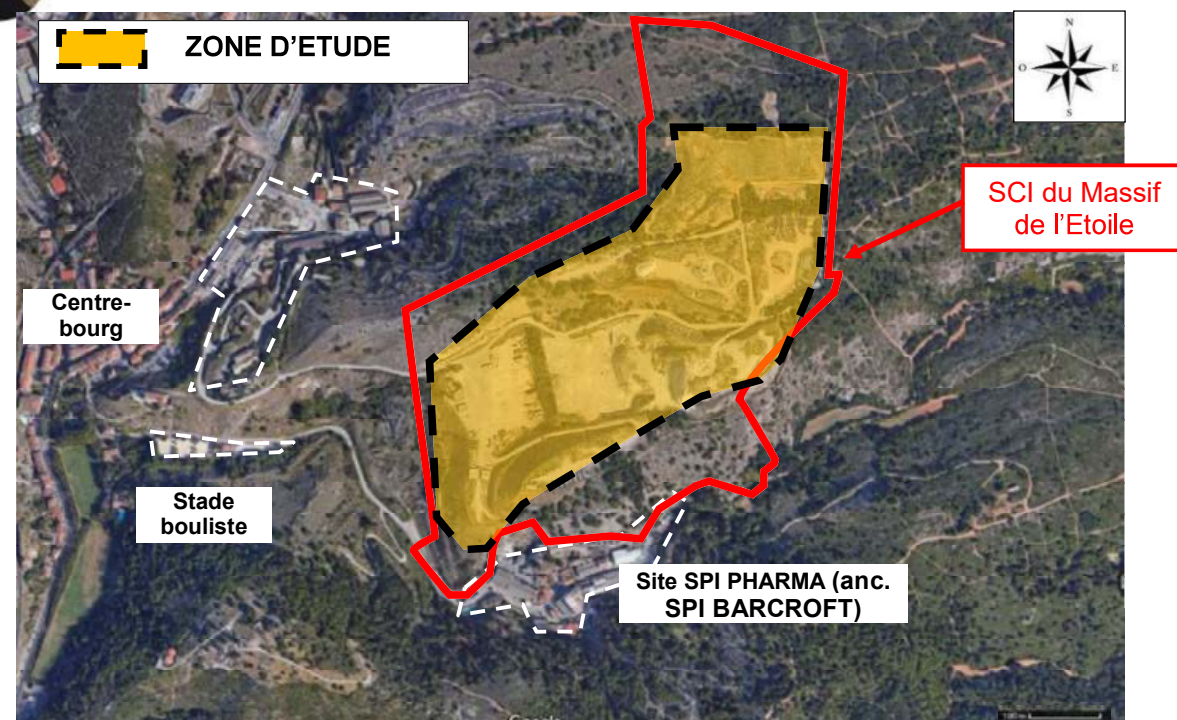 ZONE D'ETUDE
N
O
E
S
SCI du Massif
de l'Etoile
Centre-
bourg
Stade
bouliste
Site SPI PHARMA (anc.
SPI BARCROFT)